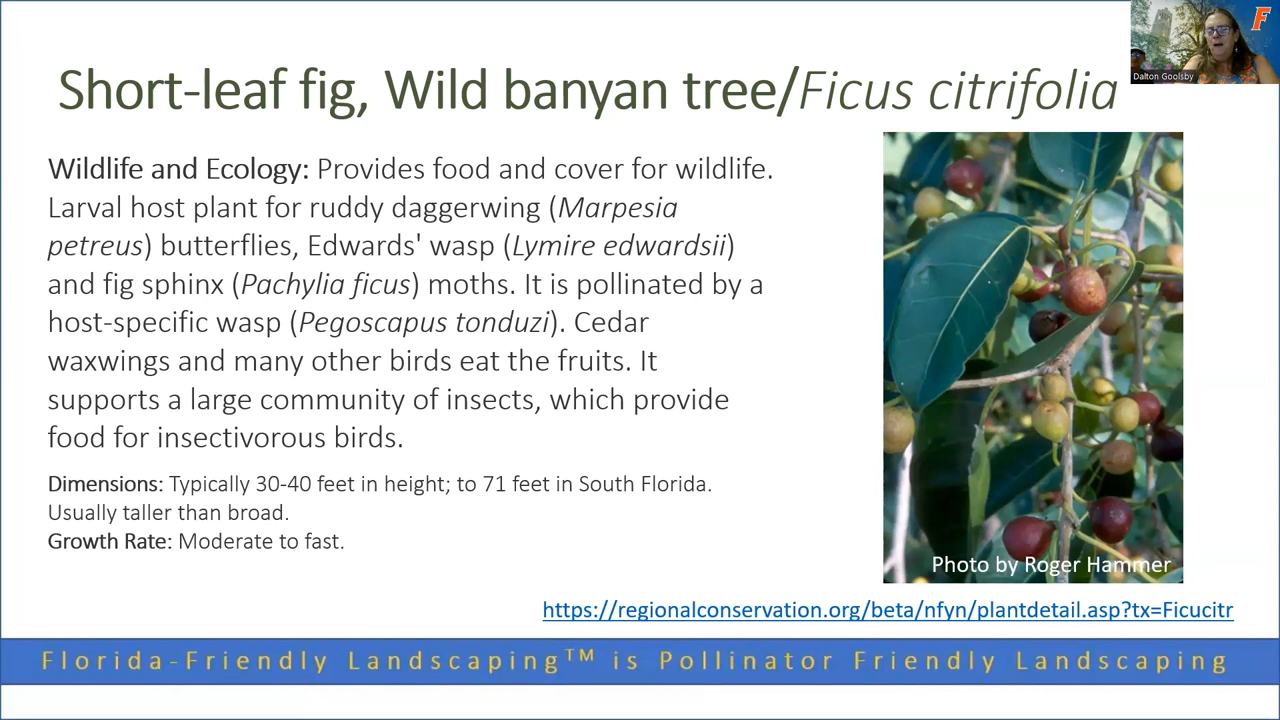 F
Dalton Goolsby
Short-leaf fig, Wild banyan tree/Ficus citrifolia
Wildlife and Ecology: Provides food and cover for wildlife.
Larval host plant for ruddy daggerwing (Marpesia
petreus) butterflies, Edwards' wasp (Lymire edwardsii)
and fig sphinx (Pachylia ficus) moths. It is pollinated by a
host-specific wasp (Pegoscapus tonduzi). Cedar
waxwings and many other birds eat the fruits. It
supports a large community of insects, which provide
food for insectivorous birds.
Dimensions: Typically 30-40 feet in height; to 71 feet in South Florida.
Usually taller than broad.
Growth Rate: Moderate to fast.
Photo by Roger Hammer
https://regionalconservation.org/beta/nfyn/plantdetail.asp?tx=Ficucitr
Florida-Friendly Landscaping™ is Pollinator Friendly Landscaping